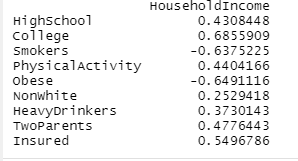 HouseholdIncome
HighSchool 0.4308448
College 0.6855909
Smokers -0.6375225
PhysicalActivity 0.4404166
Obese -0.6491116
NonWhite 0.2529418
HeavyDrinkers 0.3730143
TwoParents 0.4776443
Insured 0.5496786